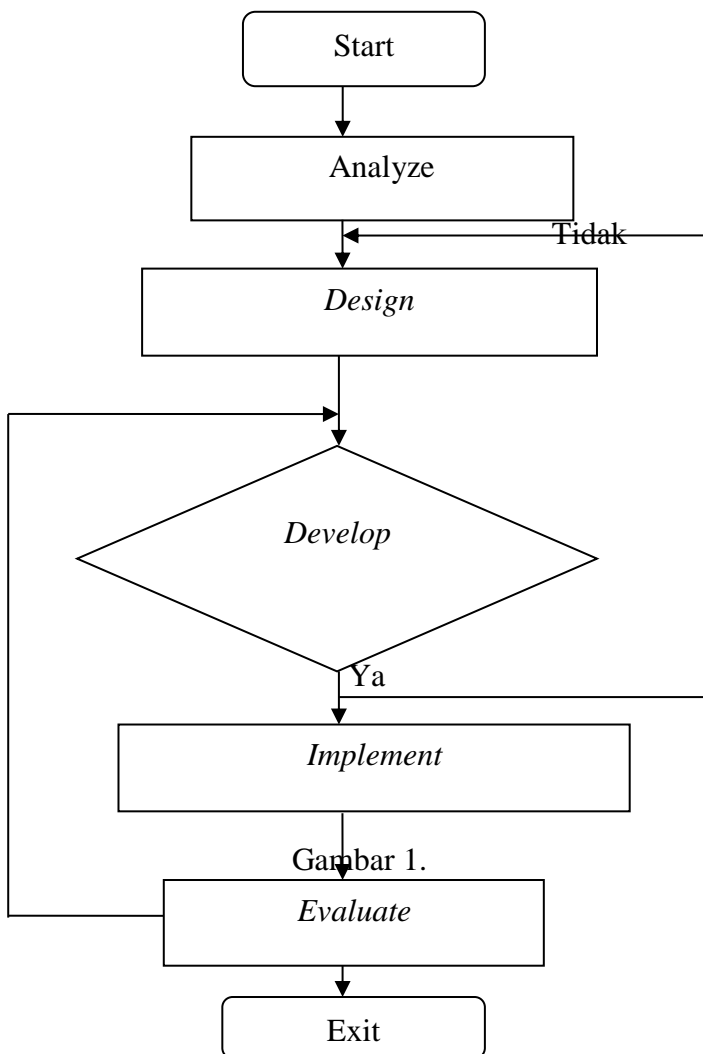 Start
Analyze
Tidak
Design
Develop
Ya
Implement
Gambar 1.
Evaluate
Exit